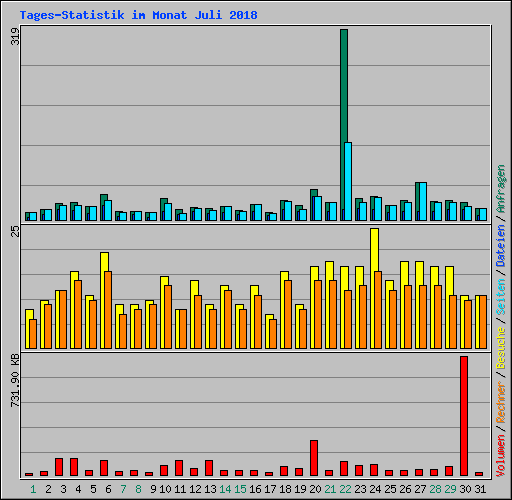 Tages-Statistik im Monat Juli 2018
319
25
731.90 KB
Volumen / Rechner / Besuche / Seiten / Dateien / Anfragen
1 2 3 4 5 6 7 8 9 10 11 12 13 14 15 16 17 18 19 20 21 22 23 24 25 26 27 28 29 30 31